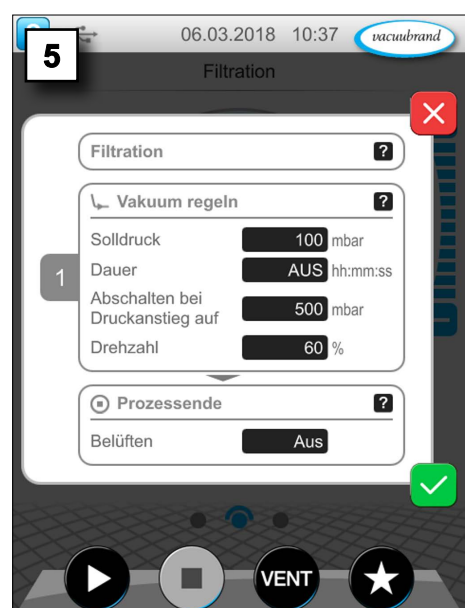 5
06.03.2018 10:37
vacuubrand
Filtration
Filtration ?
Vakuum regeln ?
1
Solldruck 100 mbar
Dauer AUS hh:mm:ss
Abschalten bei
Druckanstieg auf 500 mbar
Drehzahl 60 %
Prozessende ?
Belüften Aus
VENT